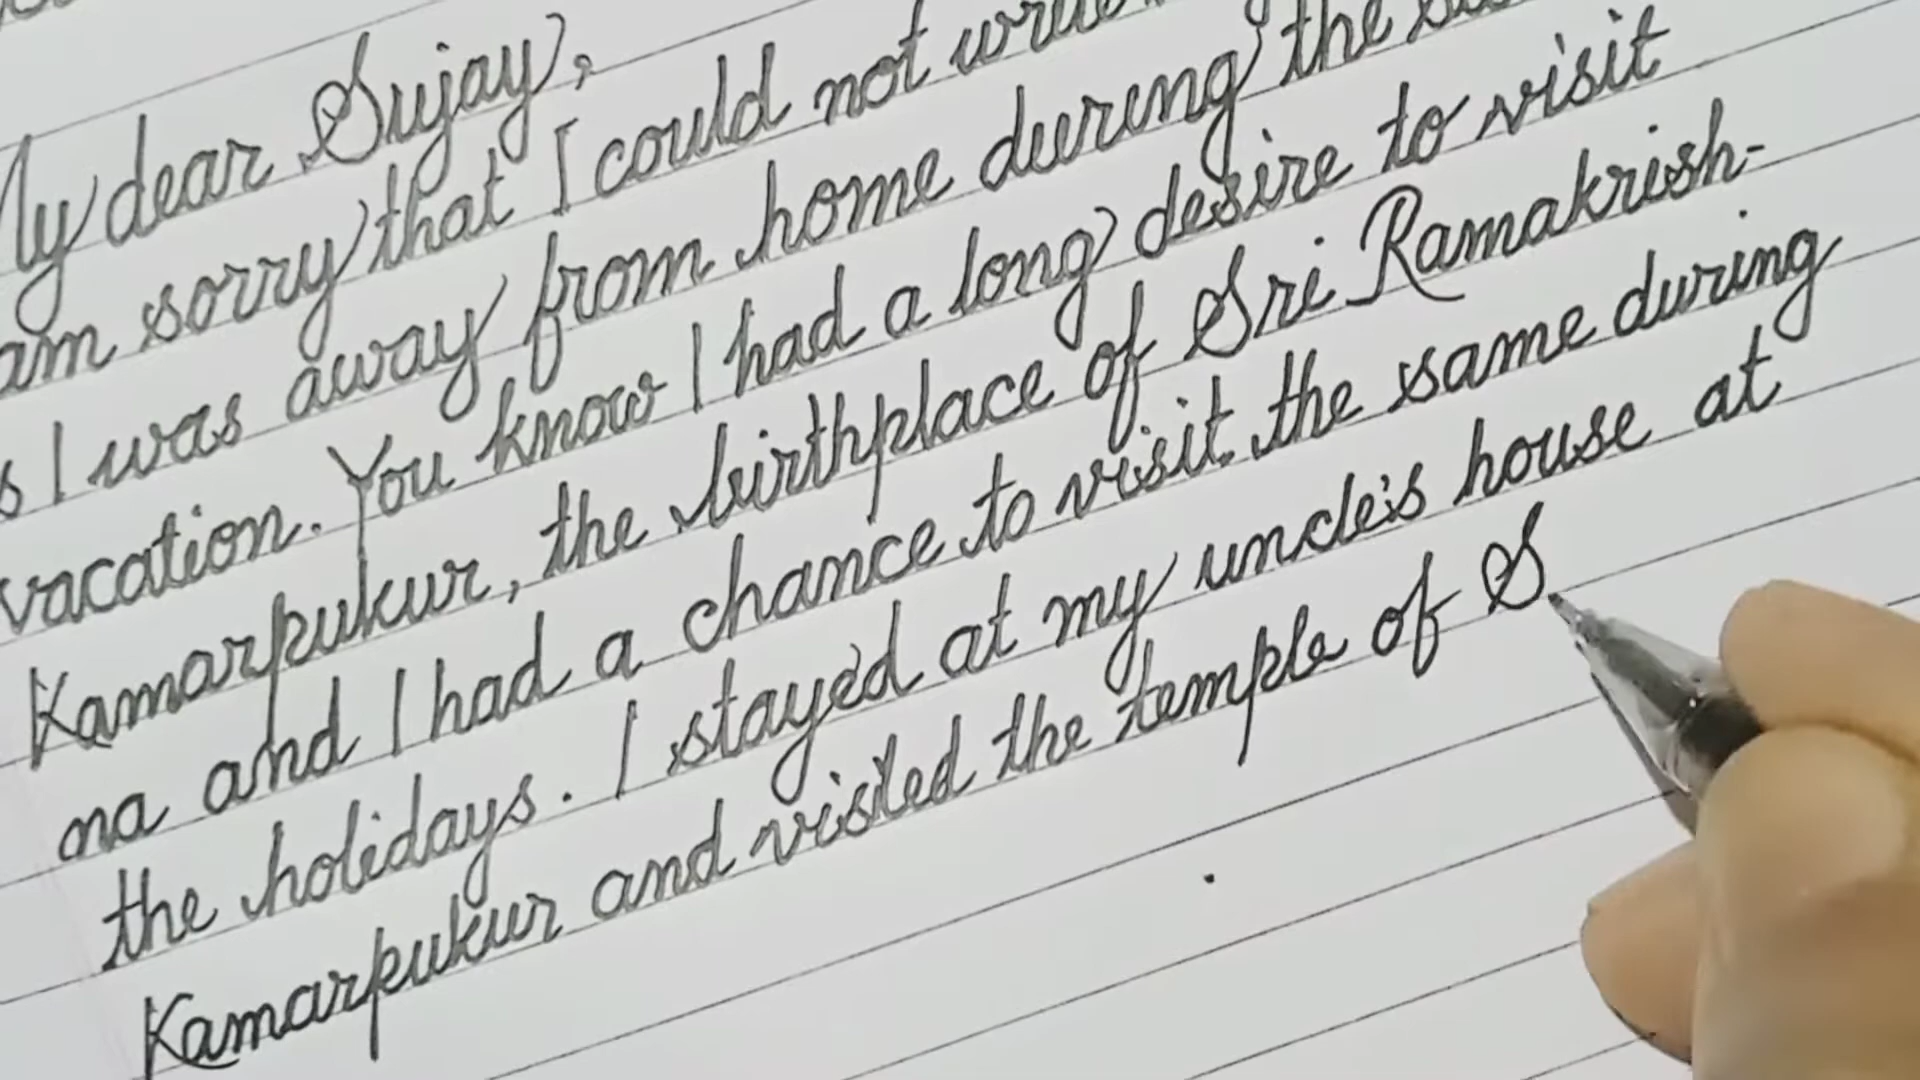 My dear Sujay,
am sorry that I could not write
s I was away from home during the
vacation. You know I had a long desire to visit
Kamarpukur, the birthplace of Sri Ramakrish-
na and I had a chance to visit the same during
the holidays. I stayed at my uncle's house at
Kamarpukur and visited the temple of S